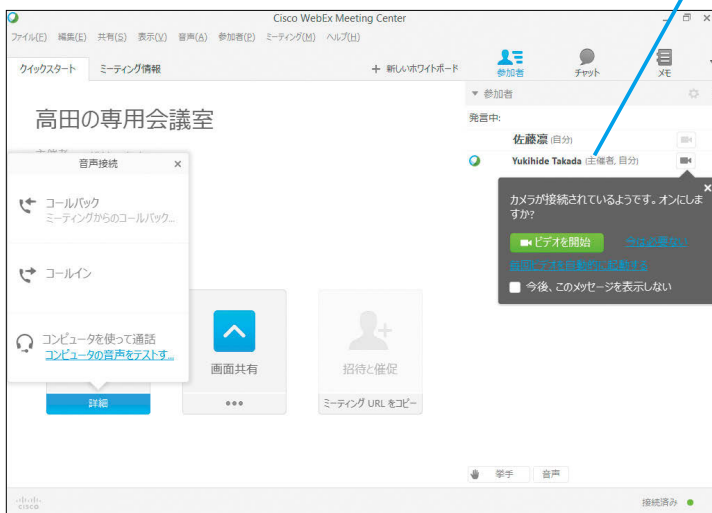 Cisco WebEx Meeting Center
ファイル(F) 編集(E) 共有(S) 表示(V) 音声(A) 参加者(P) ミーティング(M) ヘルプ(H)
クイックスタート ミーティング情報 + 新しいホワイトボード
参加者 チャット メモ
高田の専用会議室
音声接続 ×
コールバック
ミーティングからのコールバック...
コールイン
コンピュータを使って通話
コンピュータの音声をテストす...
詳細
画面共有
•••
招待と催促
ミーティング URL をコピー
▼ 参加者
発言中:
佐藤凛 (自分)
Yukihide Takada (主催者, 自分)
カメラが接続されているようです。オンにしま
すか?
ビデオを開始 今は必要ない
毎回ビデオを自動的に起動する
今後、このメッセージを表示しない
挙手 音声
cisco
接続済み